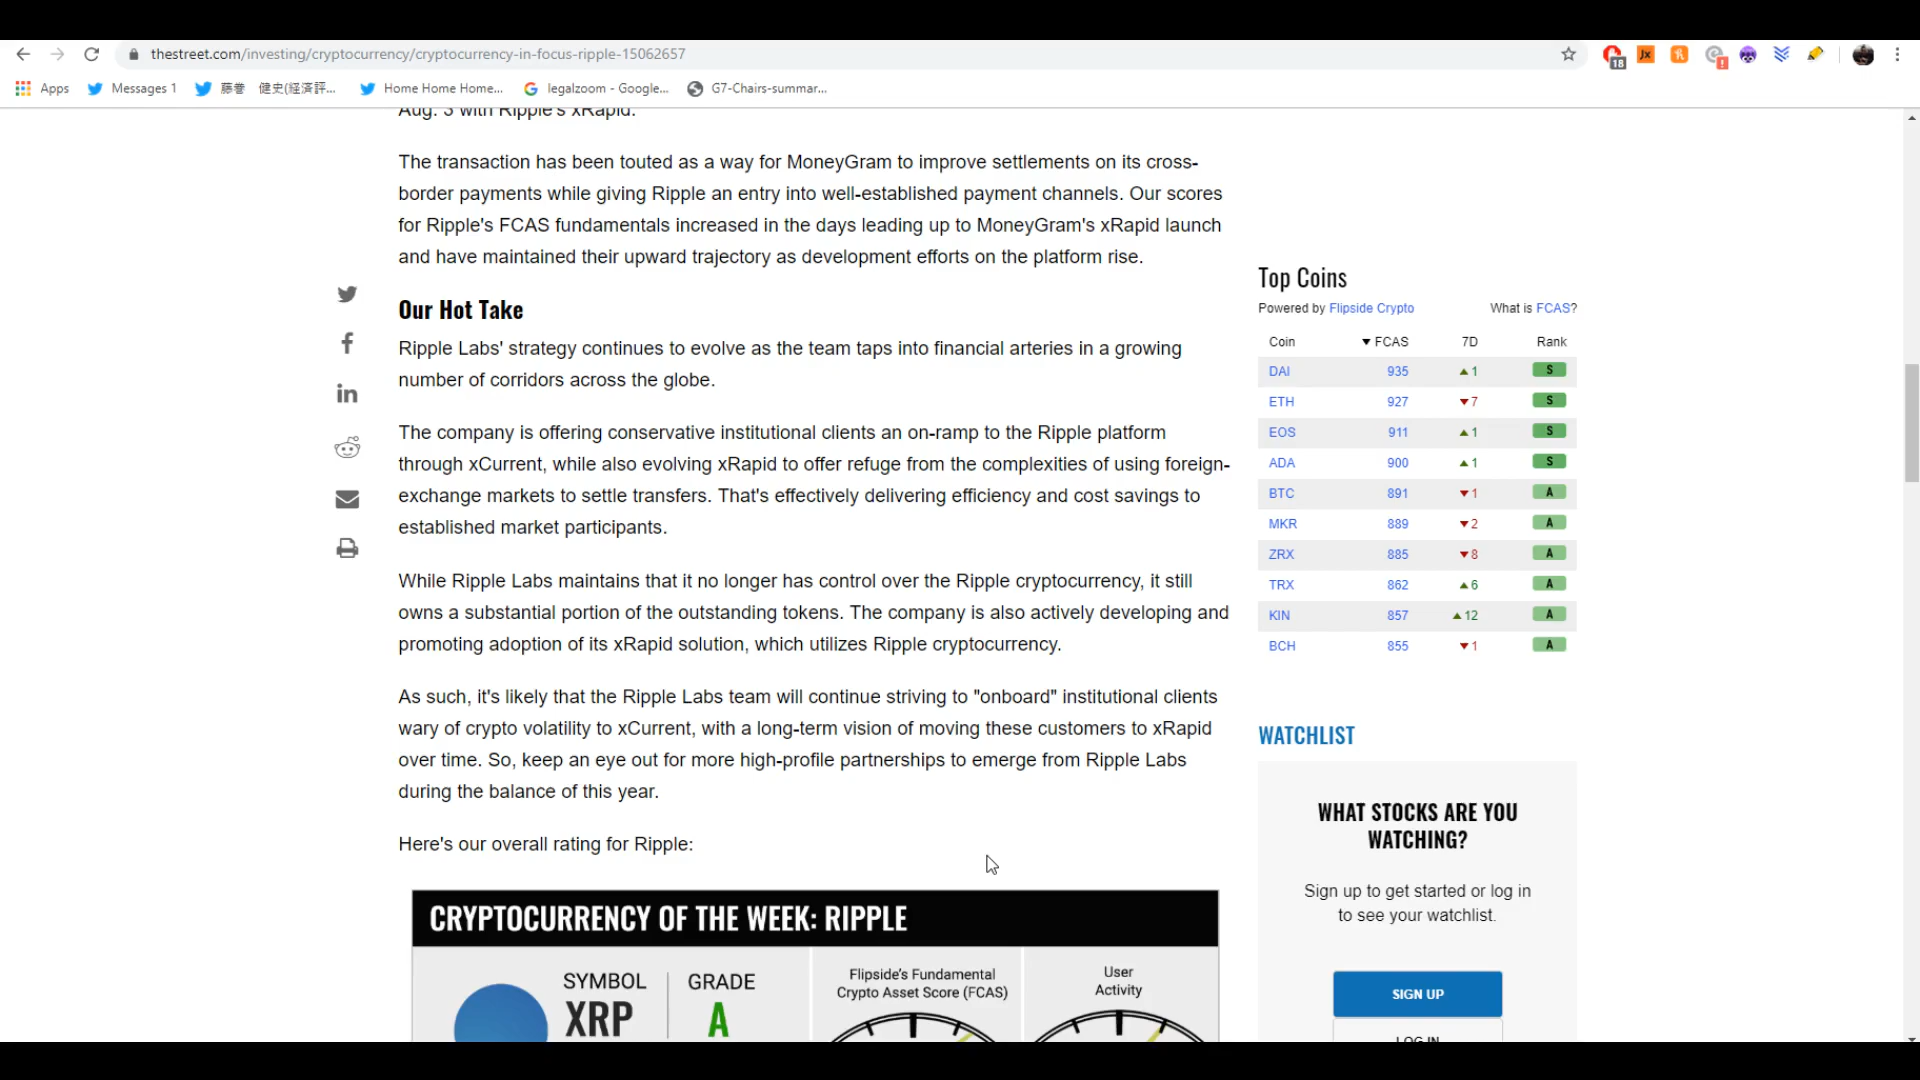 thestreet.com/investing/cryptocurrency/cryptocurrency-in-focus-ripple-15062657
18
Jx
Apps
Messages 1
藤巻 健史(経済評...
Home Home Home...
legalzoom - Google...
G7-Chairs-summar...
Aug. 3 with Ripple's xRapid.
The transaction has been touted as a way for MoneyGram to improve settlements on its cross-
border payments while giving Ripple an entry into well-established payment channels. Our scores
for Ripple's FCAS fundamentals increased in the days leading up to MoneyGram's xRapid launch
and have maintained their upward trajectory as development efforts on the platform rise.
Our Hot Take
Ripple Labs' strategy continues to evolve as the team taps into financial arteries in a growing
number of corridors across the globe.
The company is offering conservative institutional clients an on-ramp to the Ripple platform
through xCurrent, while also evolving xRapid to offer refuge from the complexities of using foreign-
exchange markets to settle transfers. That's effectively delivering efficiency and cost savings to
established market participants.
While Ripple Labs maintains that it no longer has control over the Ripple cryptocurrency, it still
owns a substantial portion of the outstanding tokens. The company is also actively developing and
promoting adoption of its xRapid solution, which utilizes Ripple cryptocurrency.
As such, it's likely that the Ripple Labs team will continue striving to "onboard" institutional clients
wary of crypto volatility to xCurrent, with a long-term vision of moving these customers to xRapid
over time. So, keep an eye out for more high-profile partnerships to emerge from Ripple Labs
during the balance of this year.
Here's our overall rating for Ripple:
CRYPTOCURRENCY OF THE WEEK: RIPPLE
SYMBOL
XRP
GRADE
A
Flipside's Fundamental
Crypto Asset Score (FCAS)
User
Activity
Top Coins
Powered by Flipside Crypto What is FCAS?
Coin ▼ FCAS 7D Rank
DAI 935 ▲1 S
ETH 927 ▼7 S
EOS 911 ▲1 S
ADA 900 ▲1 S
BTC 891 ▼1 A
MKR 889 ▼2 A
ZRX 885 ▼8 A
TRX 862 ▲6 A
KIN 857 ▲12 A
BCH 855 ▼1 A
WATCHLIST
WHAT STOCKS ARE YOU
WATCHING?
Sign up to get started or log in
to see your watchlist.
SIGN UP
LOG IN